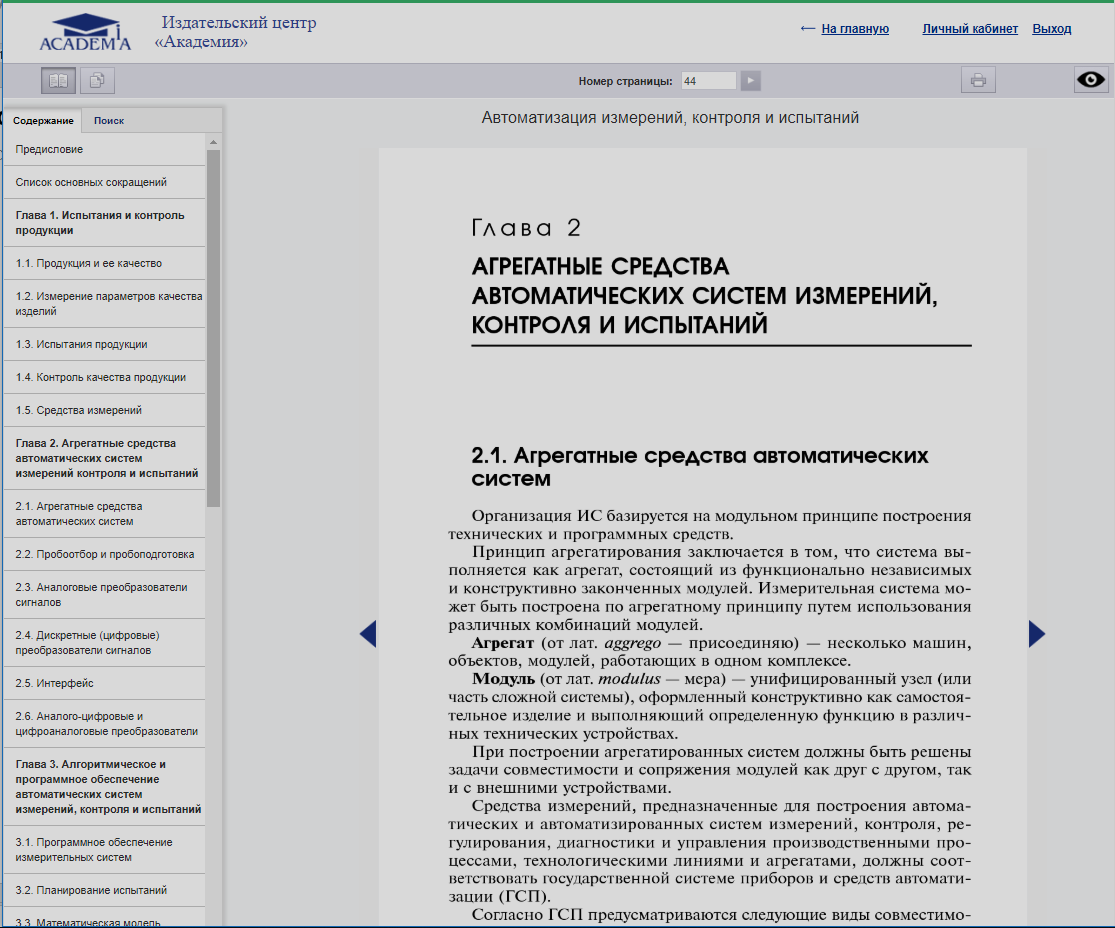 ACADEMIA
Издательский центр
«Академия»
← На главную
Личный кабинет
Выход
Номер страницы: 44
Содержание
Поиск
Предисловие
Список основных сокращений
Глава 1. Испытания и контроль
продукции
1.1. Продукция и ее качество
1.2. Измерение параметров качества
изделий
1.3. Испытания продукции
1.4. Контроль качества продукции
1.5. Средства измерений
Глава 2. Агрегатные средства
автоматических систем
измерений контроля и испытаний
2.1. Агрегатные средства
автоматических систем
2.2. Пробоотбор и пробоподготовка
2.3. Аналоговые преобразователи
сигналов
2.4. Дискретные (цифровые)
преобразователи сигналов
2.5. Интерфейс
2.6. Аналого-цифровые и
цифроаналоговые преобразователи
Глава 3. Алгоритмическое и
программное обеспечение
автоматических систем
измерений, контроля и испытаний
3.1. Программное обеспечение
измерительных систем
3.2. Планирование испытаний
3.3. Математическая модель
Автоматизация измерений, контроля и испытаний
Глава 2
АГРЕГАТНЫЕ СРЕДСТВА
АВТОМАТИЧЕСКИХ СИСТЕМ ИЗМЕРЕНИЙ,
КОНТРОЛЯ И ИСПЫТАНИЙ
2.1. Агрегатные средства автоматических
систем
Организация ИС базируется на модульном принципе построения
технических и программных средств.
Принцип агрегатирования заключается в том, что система вы-
полняется как агрегат, состоящий из функционально независимых
и конструктивно законченных модулей. Измерительная система мо-
жет быть построена по агрегатному принципу путем использования
различных комбинаций модулей.
Агрегат (от лат. aggrego — присоединяю) — несколько машин,
объектов, модулей, работающих в одном комплексе.
Модуль (от лат. modulus — мера) — унифицированный узел (или
часть сложной системы), оформленный конструктивно как самостоя-
тельное изделие и выполняющий определенную функцию в различ-
ных технических устройствах.
При построении агрегатированных систем должны быть решены
задачи совместимости и сопряжения модулей как друг с другом, так
и с внешними устройствами.
Средства измерений, предназначенные для построения автома-
тических и автоматизированных систем измерений, контроля, ре-
гулирования, диагностики и управления производственными про-
цессами, технологическими линиями и агрегатами, должны соот-
ветствовать государственной системе приборов и средств автомати-
зации (ГСП).
Согласно ГСП предусматриваются следующие виды совместимо-